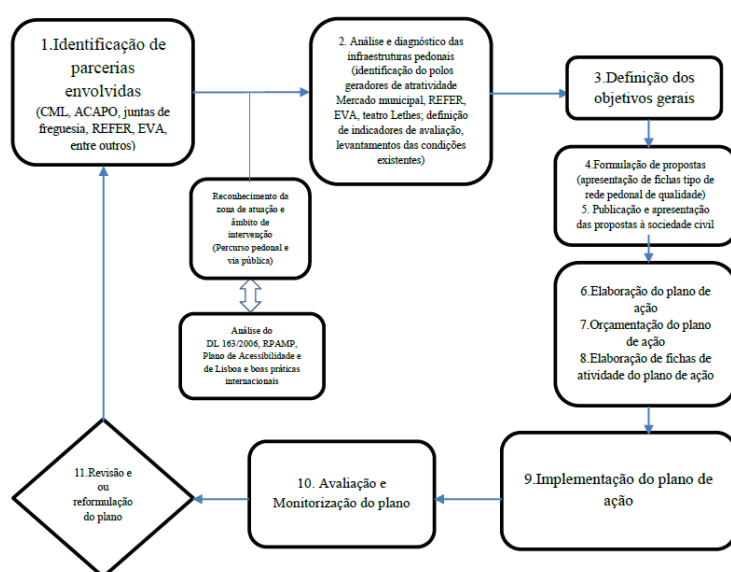 1.Identificação de
parcerias
envolvidas
(CML, ACAPO, juntas de
freguesia, REFER, EVA,
entre outros)
2. Análise e diagnóstico das
infraestruturas pedonais
(identificação do polos
geradores de atratividade
Mercado municipal, REFER,
EVA, teatro Lethes; definição
de indicadores de avaliação,
levantamentos das condições
existentes)
3.Definição dos
objetivos gerais
4.Formulação de propostas
(apresentação de fichas tipo de
rede pedonal de qualidade)
5. Publicação e apresentação
das propostas à sociedade civil
Reconhecimento da
zona de atuação e
âmbito de
intervenção
(Percurso pedonal e
via pública)
Análise do
DL 163/2006, RPAMP,
Plano de Acessibilidade e
de Lisboa e boas práticas
internacionais
6.Elaboração do plano de
ação
7.Orçamentação do plano
de ação
8.Elaboração de fichas de
atividade do plano de ação
9.Implementação do plano de
ação
10. Avaliação e
Monitorização do plano
11.Revisão e
ou
reformulação
do plano